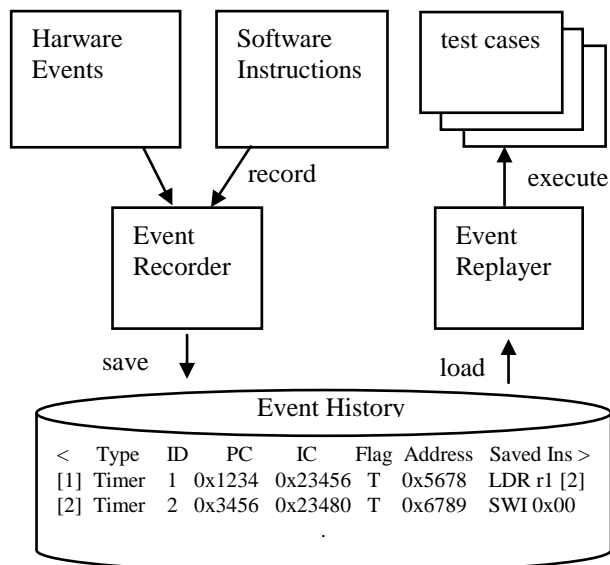 Harware
Events
Software
Instructions
test cases
record
execute
Event
Recorder
Event
Replayer
save
load
Event History
< Type ID PC IC Flag Address Saved Ins >
[1] Timer 1 0x1234 0x23456 T 0x5678 LDR r1 [2]
[2] Timer 2 0x3456 0x23480 T 0x6789 SWI 0x00
.